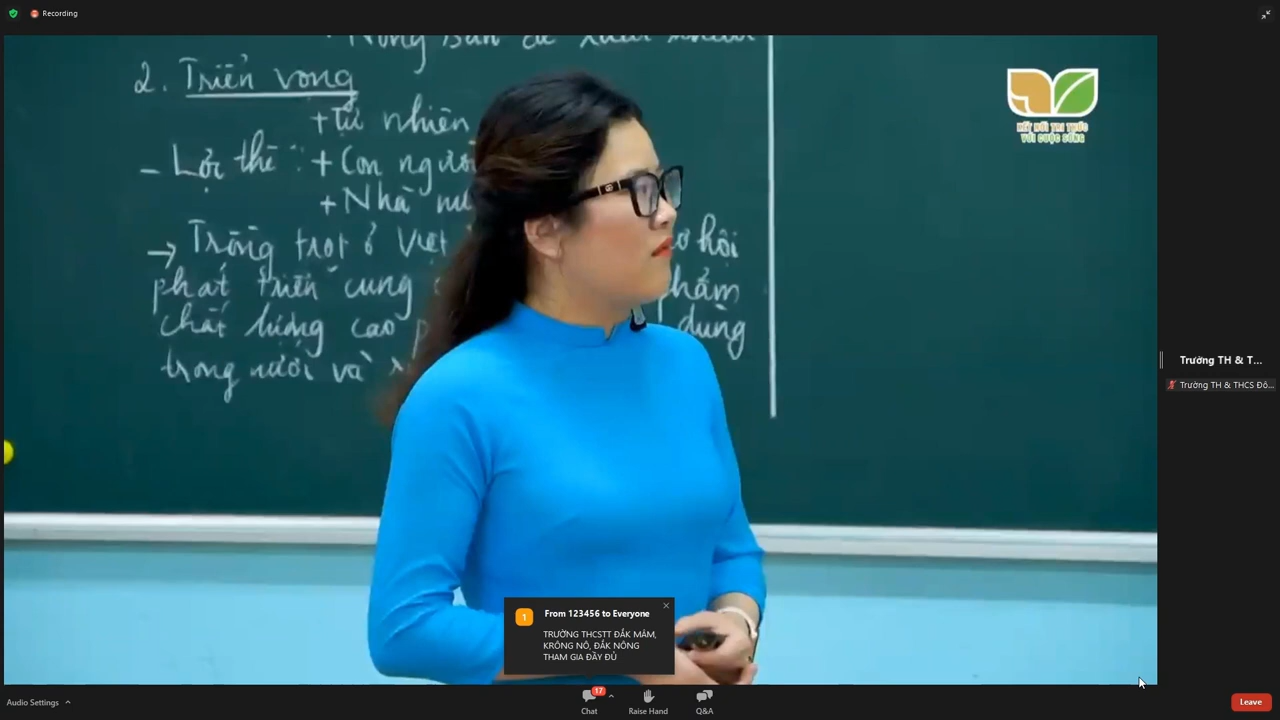 Recording
2. Triển vọng
+ tự nhiên
- Lợi thế : + Con người
+ Nhà
→ Trồng trọt ở Việt hội
phát triển cung phẩm
chất lượng cao dùng
trong nước và
KẾT NỐI TRI THỨC
VỚI CUỘC SỐNG
Trường TH & T...
Trường TH & THCS Đô...
1
From 123456 to Everyone
TRƯỜNG THCSTT ĐẮK MÂM,
KRÔNG NÔ, ĐẮK NÔNG
THAM GIA ĐẦY ĐỦ
17
Audio Settings
Chat
Raise Hand
Q&A
Leave